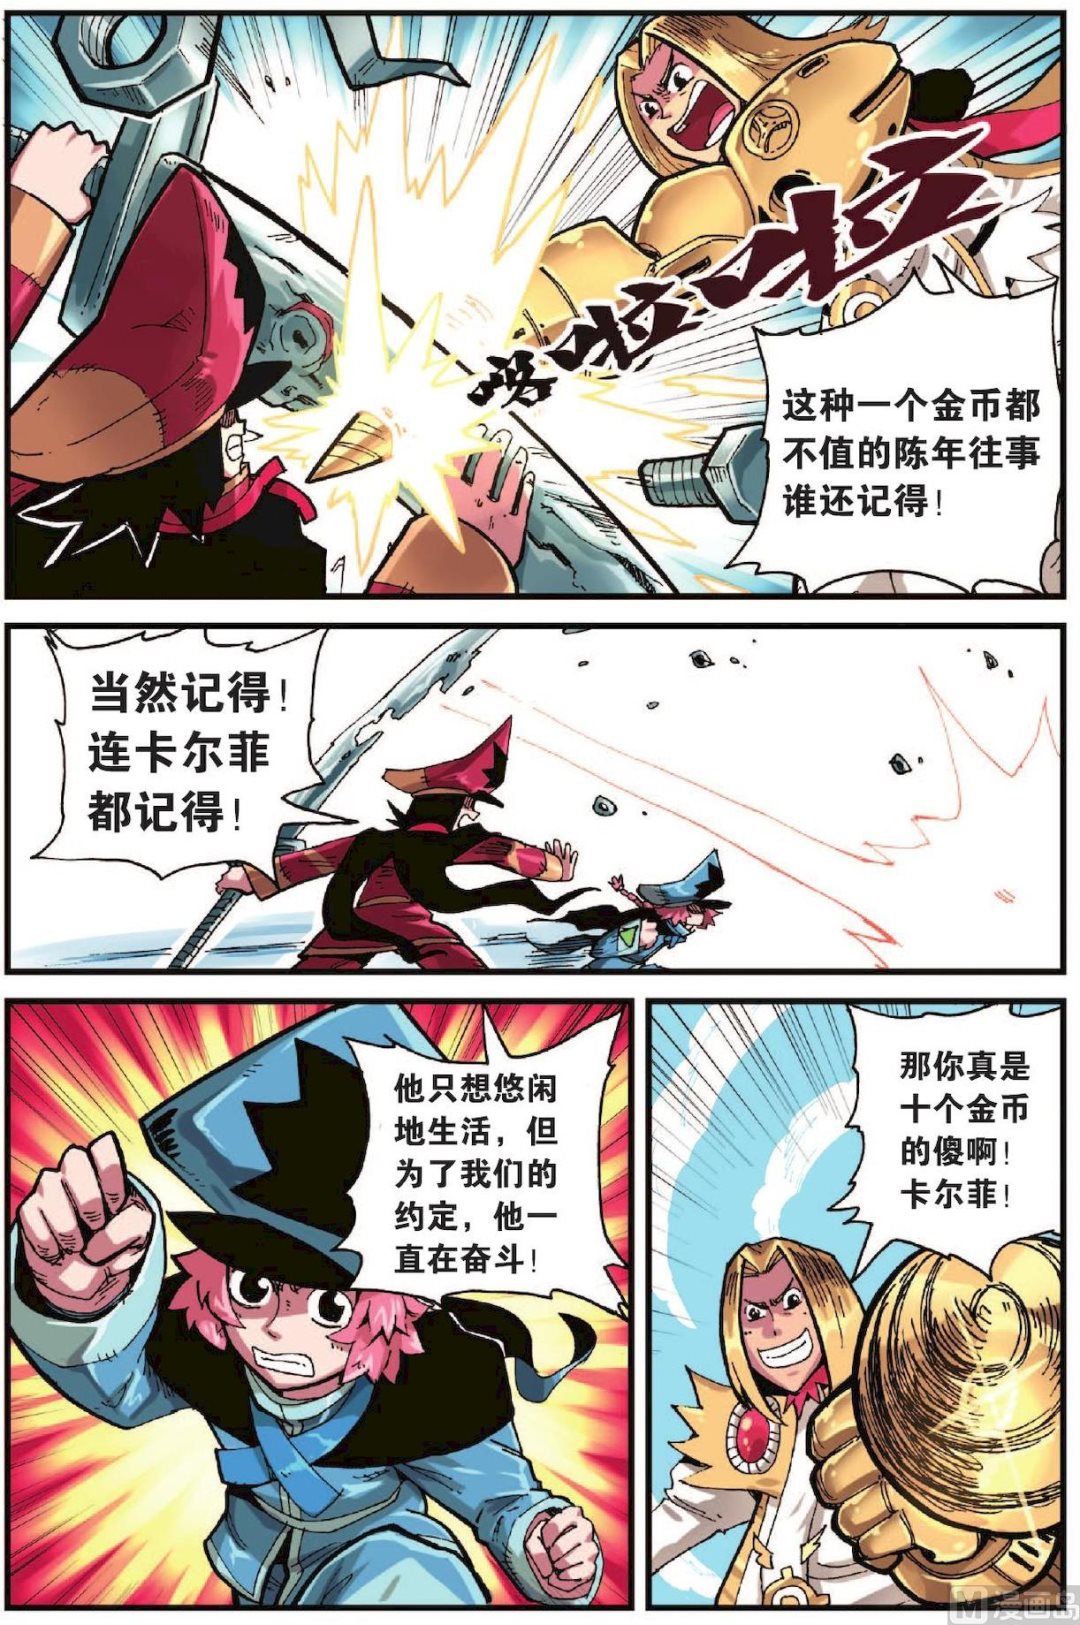 呀啦啦啦
这种一个金币都
不值的陈年往事
谁还记得！
当然记得！
连卡尔菲
都记得！
他只想悠闲
地生活，但
为了我们的
约定，他一
直在奋斗！
那你真是
十个金币
的傻啊！
卡尔菲！
漫画岛